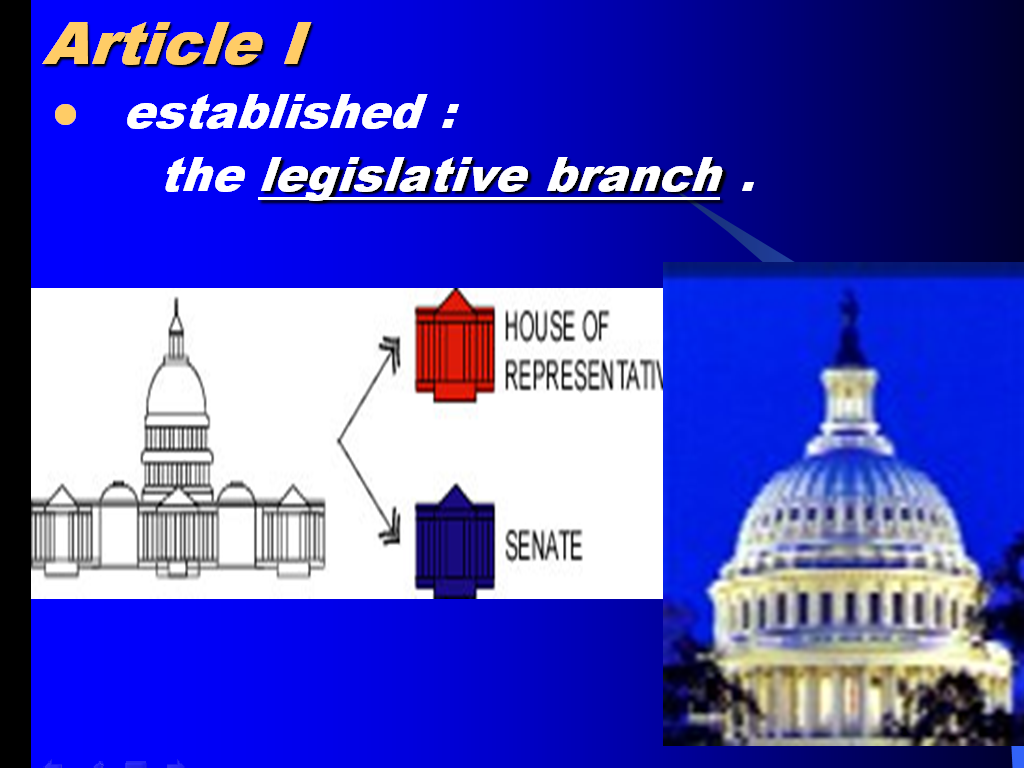 Article I
established :
the legislative branch .
HOUSE OF
REPRESENTATIV
SENATE